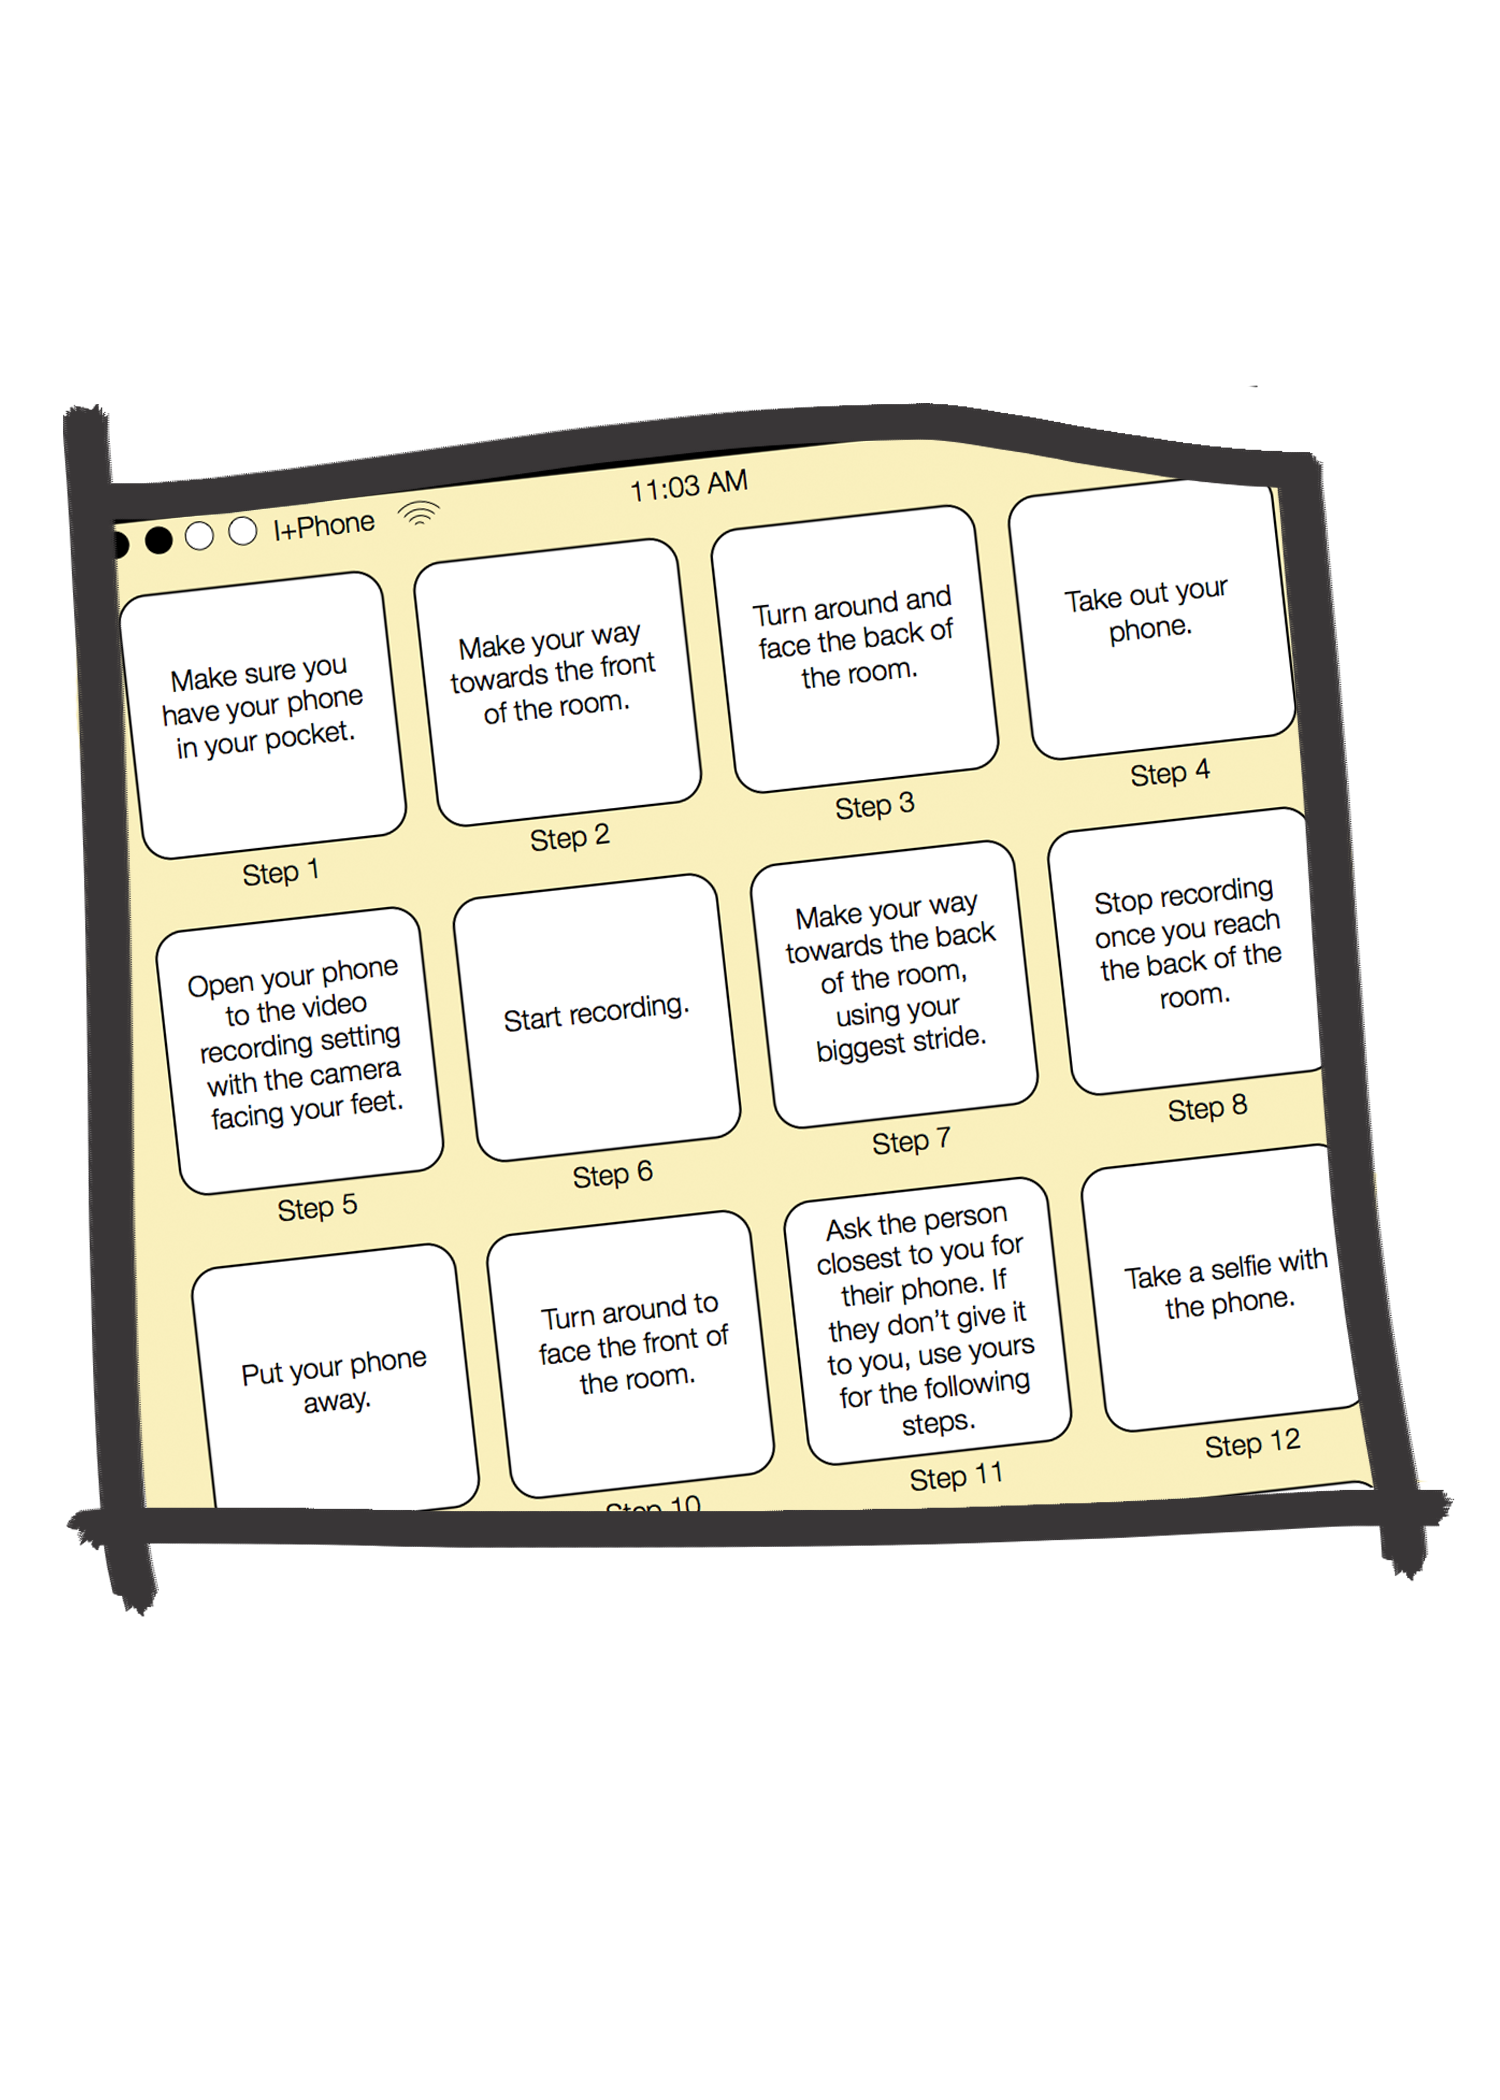 I+Phone
11:03 AM
Make sure you
have your phone
in your pocket.
Step 1
Make your way
towards the front
of the room.
Step 2
Turn around and
face the back of
the room.
Step 3
Take out your
phone.
Step 4
Open your phone
to the video
recording setting
with the camera
facing your feet.
Step 5
Start recording.
Step 6
Make your way
towards the back
of the room,
using your
biggest stride.
Step 7
Stop recording
once you reach
the back of the
room.
Step 8
Put your phone
away.
Turn around to
face the front of
the room.
Step 10
Ask the person
closest to you for
their phone. If
they don't give it
to you, use yours
for the following
steps.
Step 11
Take a selfie with
the phone.
Step 12